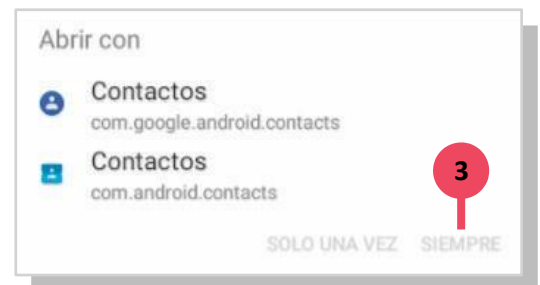 Abrir con
Contactos
com.google.android.contacts
Contactos
com.android.contacts
3
SOLO UNA VEZ SIEMPRE